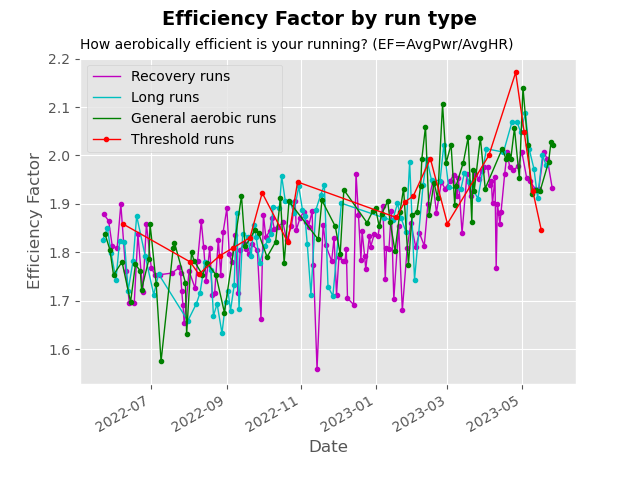 Efficiency Factor by run type
How aerobically efficient is your running? (EF=AvgPwr/AvgHR)
Recovery runs
Long runs
General aerobic runs
Threshold runs
Efficiency Factor
2.2
2.1
2.0
1.9
1.8
1.7
1.6
2022-07
2022-09
2022-11
2023-01
2023-03
2023-05
Date